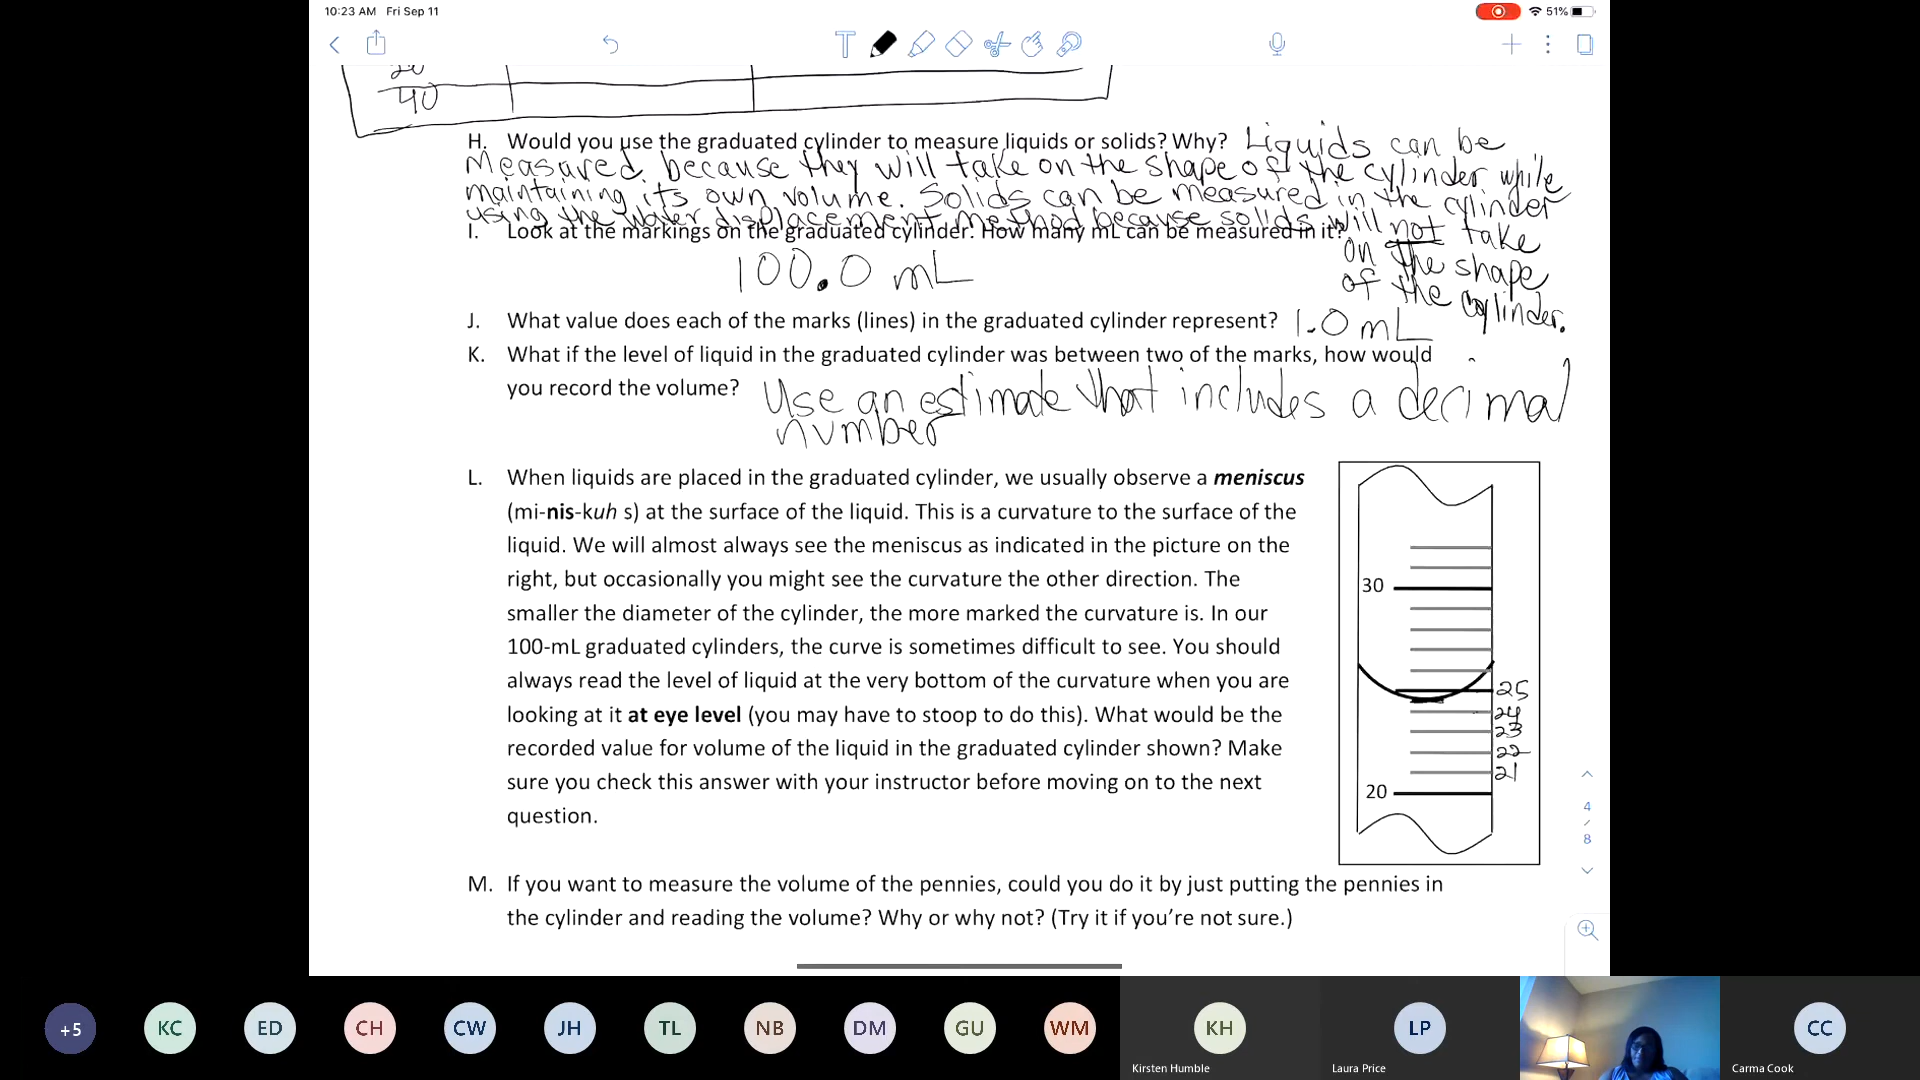 10:23 AM Fri Sep 11
51%
T
40
H. Would you use the graduated cylinder to measure liquids or solids? Why? Liquids can be
measured because they will take on the shape of the cylinder while
maintaining its own volume. Solids can be measured in the cylinder
using the water displacement method because solids will not take
I. Look at the markings on the graduated cylinder. How many mL can be measured in it?
on the shape
of the cylinder.
100.0 mL
J. What value does each of the marks (lines) in the graduated cylinder represent? 1.0 mL
K. What if the level of liquid in the graduated cylinder was between two of the marks, how would
you record the volume? Use an estimate that includes a decimal
number
L. When liquids are placed in the graduated cylinder, we usually observe a meniscus
(mi-nis-kuh s) at the surface of the liquid. This is a curvature to the surface of the
liquid. We will almost always see the meniscus as indicated in the picture on the
right, but occasionally you might see the curvature the other direction. The
smaller the diameter of the cylinder, the more marked the curvature is. In our
100-mL graduated cylinders, the curve is sometimes difficult to see. You should
always read the level of liquid at the very bottom of the curvature when you are
looking at it at eye level (you may have to stoop to do this). What would be the
recorded value for volume of the liquid in the graduated cylinder shown? Make
sure you check this answer with your instructor before moving on to the next
question.
30
25
24
23
22
21
20
4
/
8
M. If you want to measure the volume of the pennies, could you do it by just putting the pennies in
the cylinder and reading the volume? Why or why not? (Try it if you're not sure.)
+5 KC ED CH CW JH TL NB DM GU WM KH LP CC
Kirsten Humble Laura Price Carma Cook